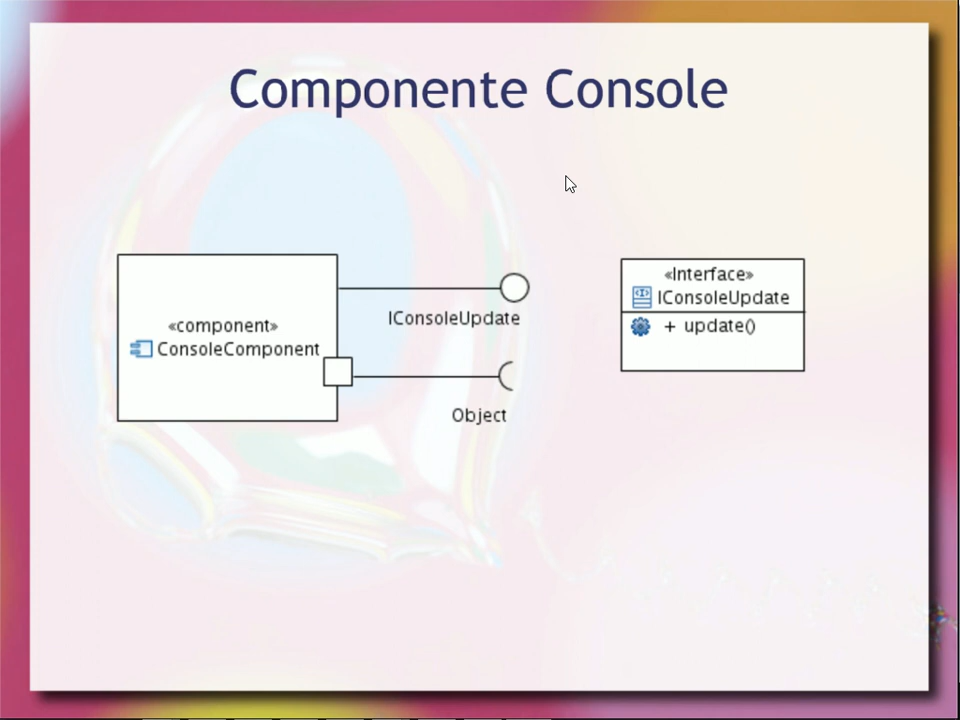 Componente Console
«component»
ConsoleComponent
IConsoleUpdate
Object
«Interface»
IConsoleUpdate
+ update()